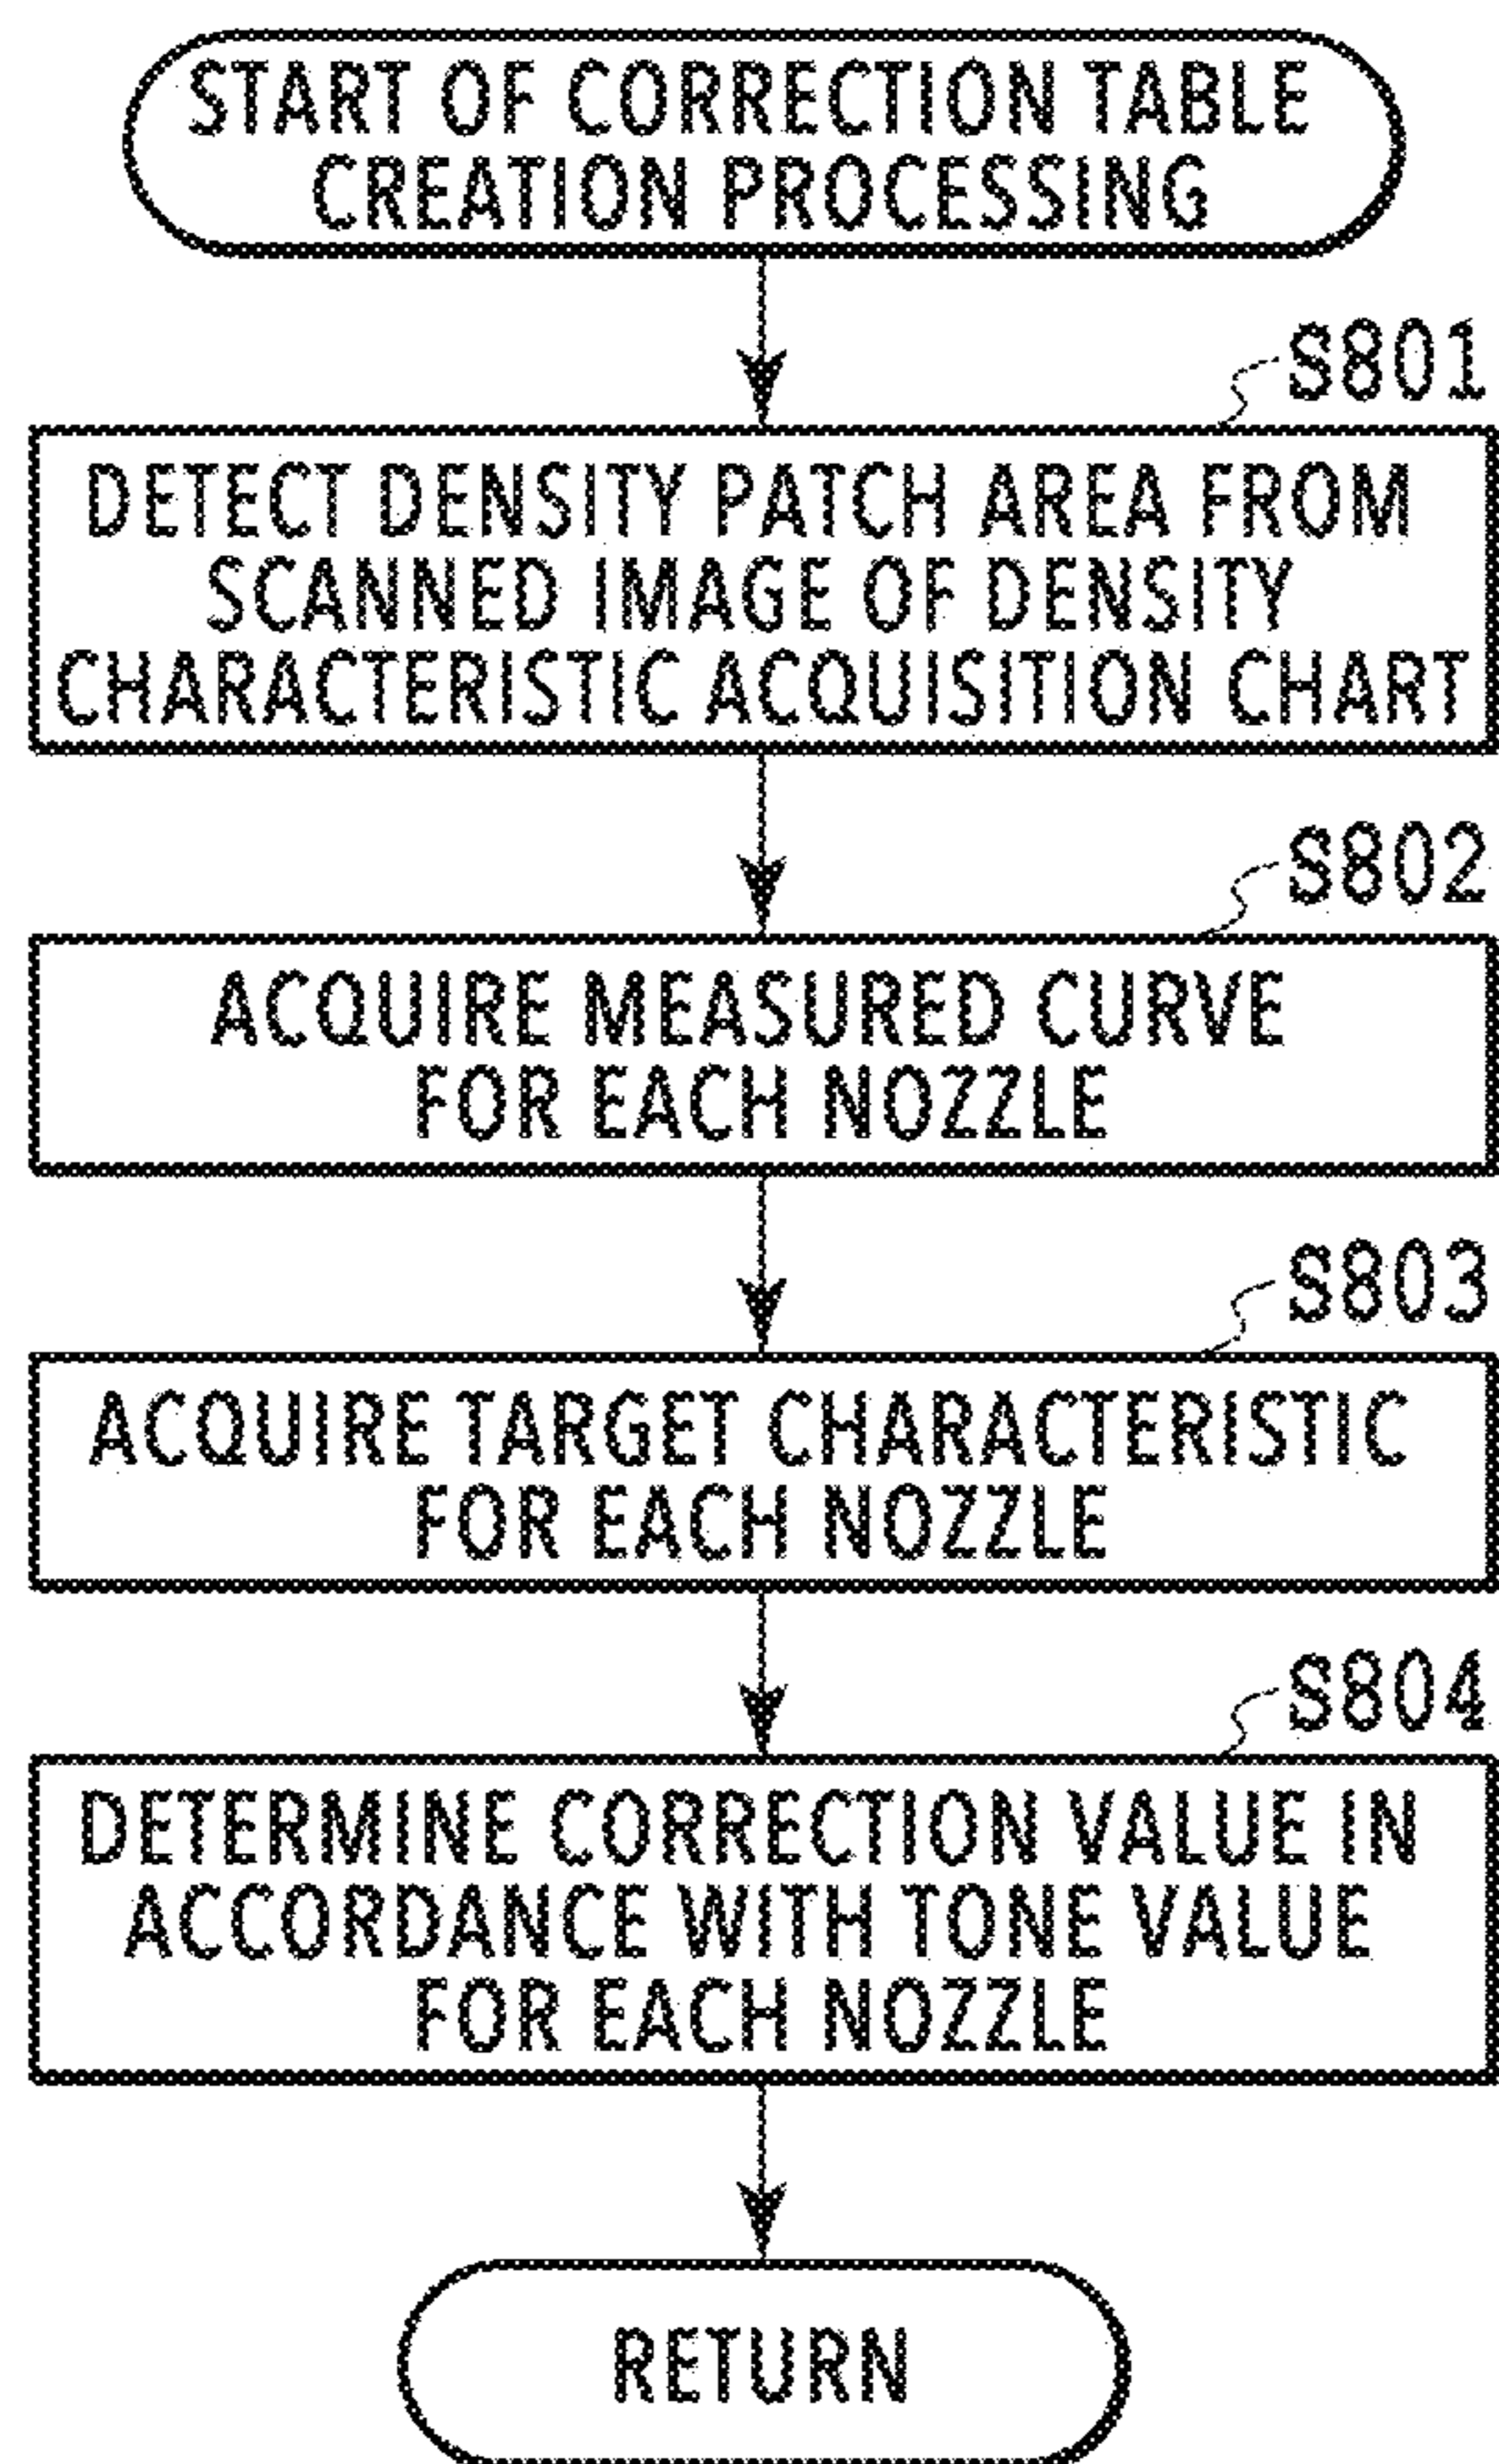 START OF CORRECTION TABLE
CREATION PROCESSING
S801
DETECT DENSITY PATCH AREA FROM
SCANNED IMAGE OF DENSITY
CHARACTERISTIC ACQUISITION CHART
S802
ACQUIRE MEASURED CURVE
FOR EACH NOZZLE
S803
ACQUIRE TARGET CHARACTERISTIC
FOR EACH NOZZLE
S804
DETERMINE CORRECTION VALUE IN
ACCORDANCE WITH TONE VALUE
FOR EACH NOZZLE
RETURN